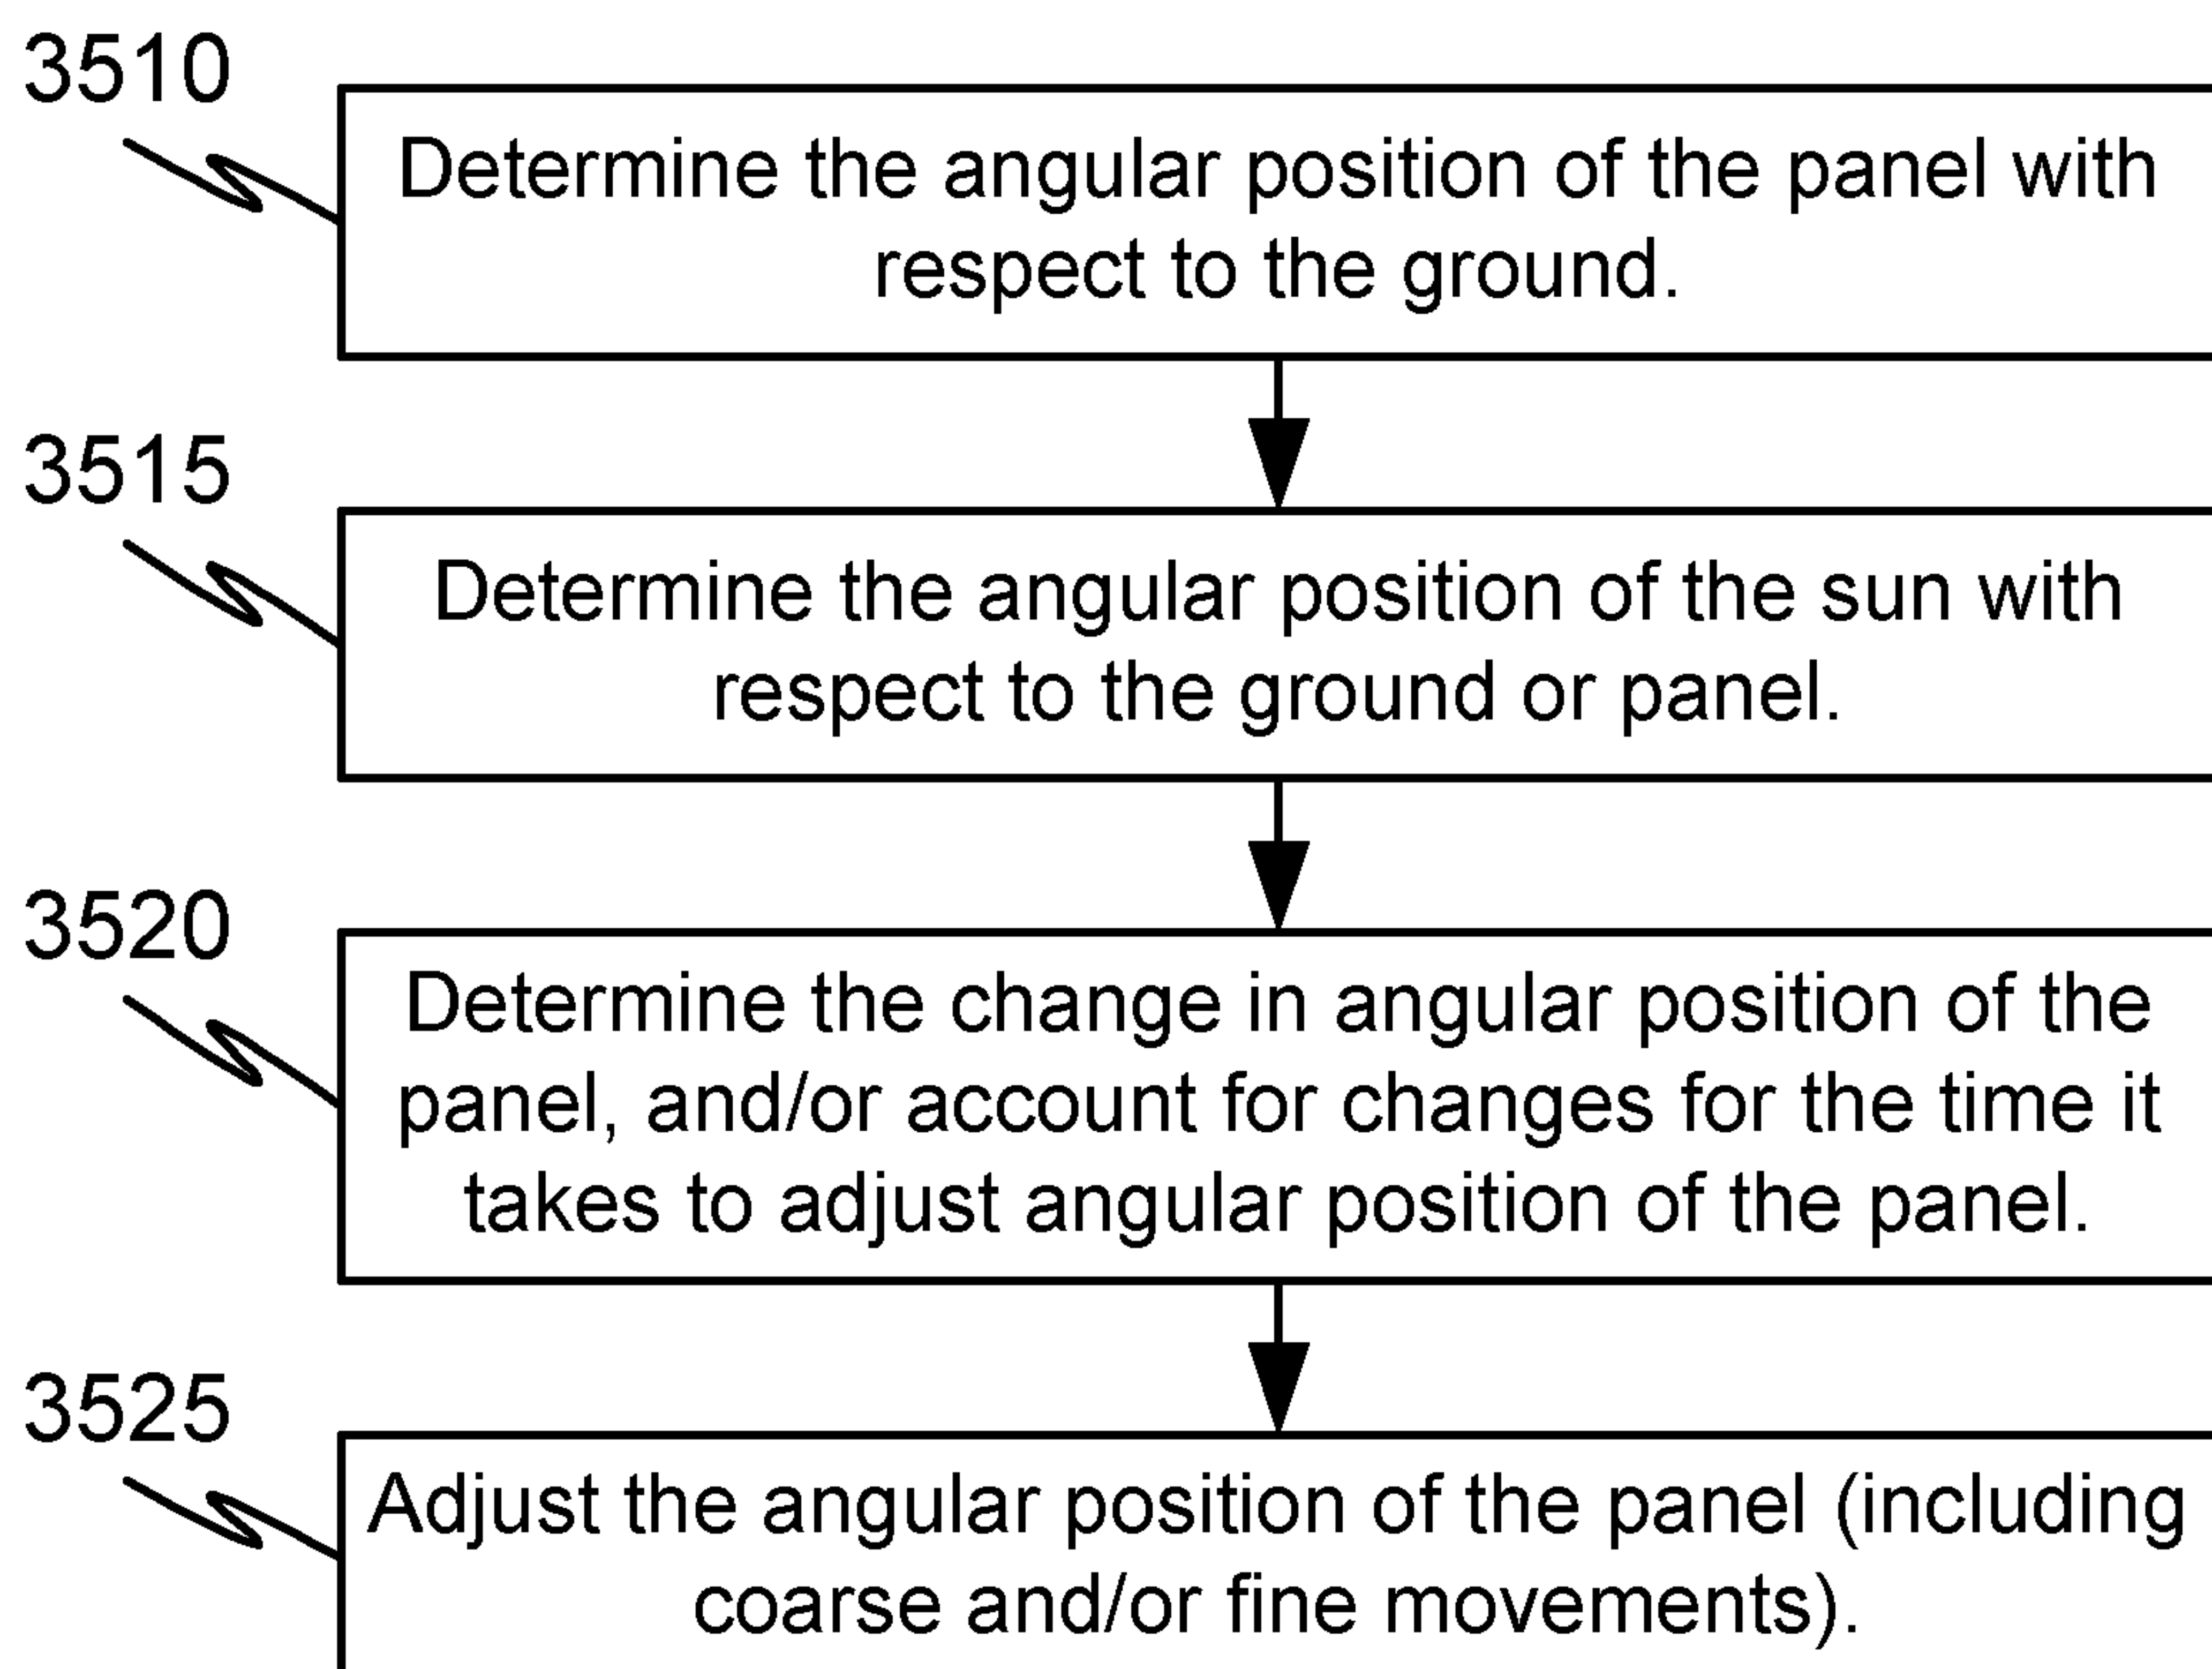 3510
Determine the angular position of the panel with
respect to the ground.
3515
Determine the angular position of the sun with
respect to the ground or panel.
3520
Determine the change in angular position of the
panel, and/or account for changes for the time it
takes to adjust angular position of the panel.
3525
Adjust the angular position of the panel (including
coarse and/or fine movements).